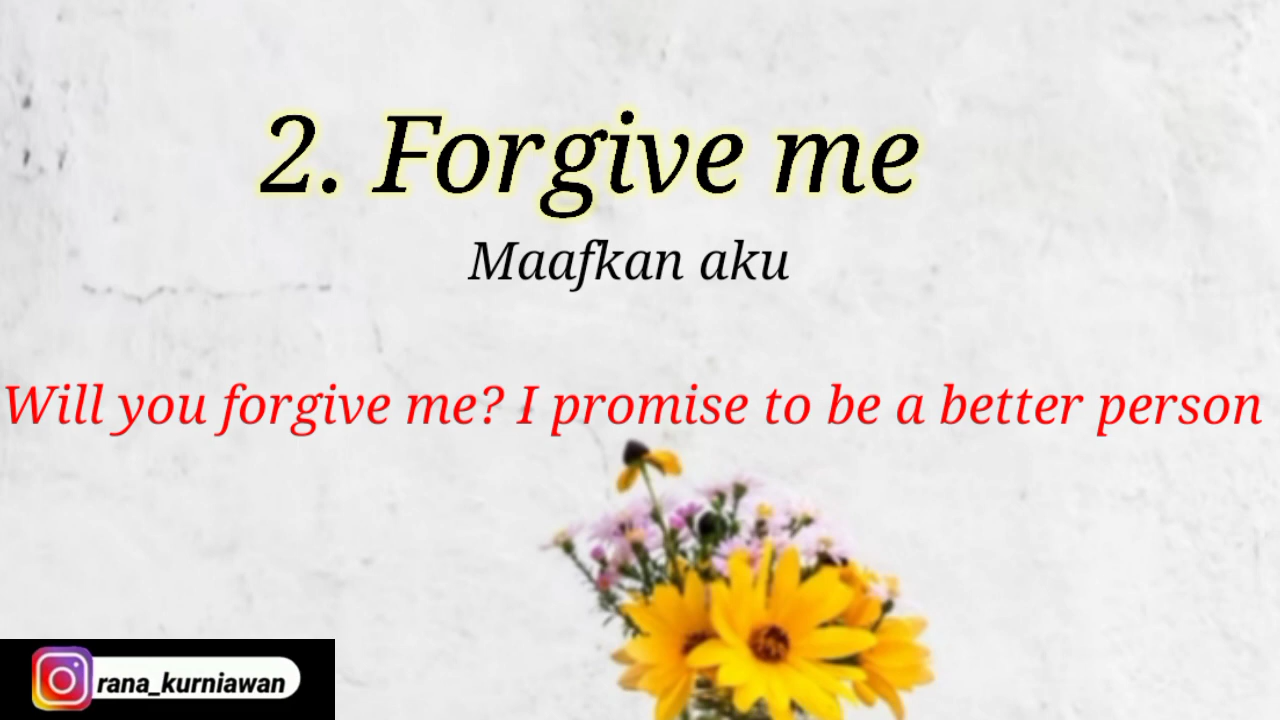 2. Forgive me
Maafkan aku
Will you forgive me? I promise to be a better person
rana_kurniawan